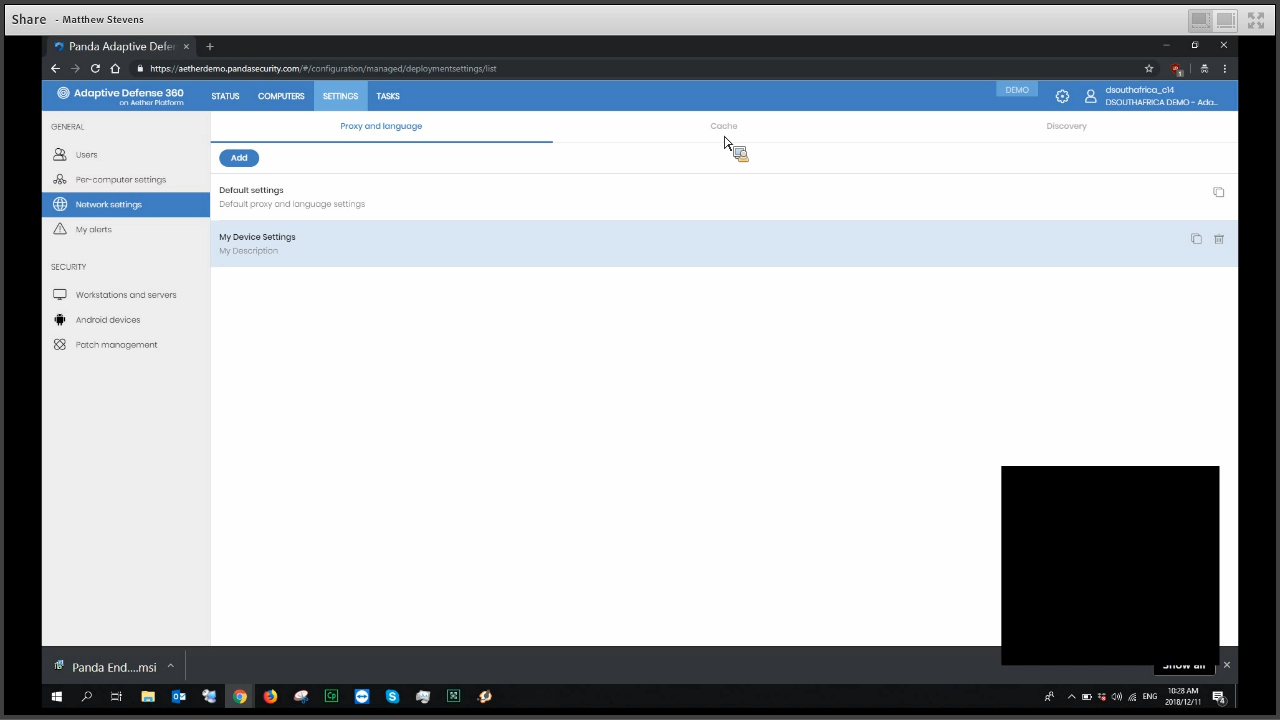 Share - Matthew Stevens
Panda Adaptive Defen
https://aetherdemo.pandasecurity.com/#/configuration/managed/deploymentsettings/list
Adaptive Defense 360
on Aether Platform
STATUS
COMPUTERS
SETTINGS
TASKS
DEMO
dsouthafrica_c14
DSOUTHAFRICA DEMO - Ada...
GENERAL
Users
Per-computer settings
Network settings
My alerts
SECURITY
Workstations and servers
Android devices
Patch management
Proxy and language
Cache
Discovery
Add
Default settings
Default proxy and language settings
My Device Settings
My Description
Panda End....msi
Show all
ENG
10:28 AM
2018/12/11